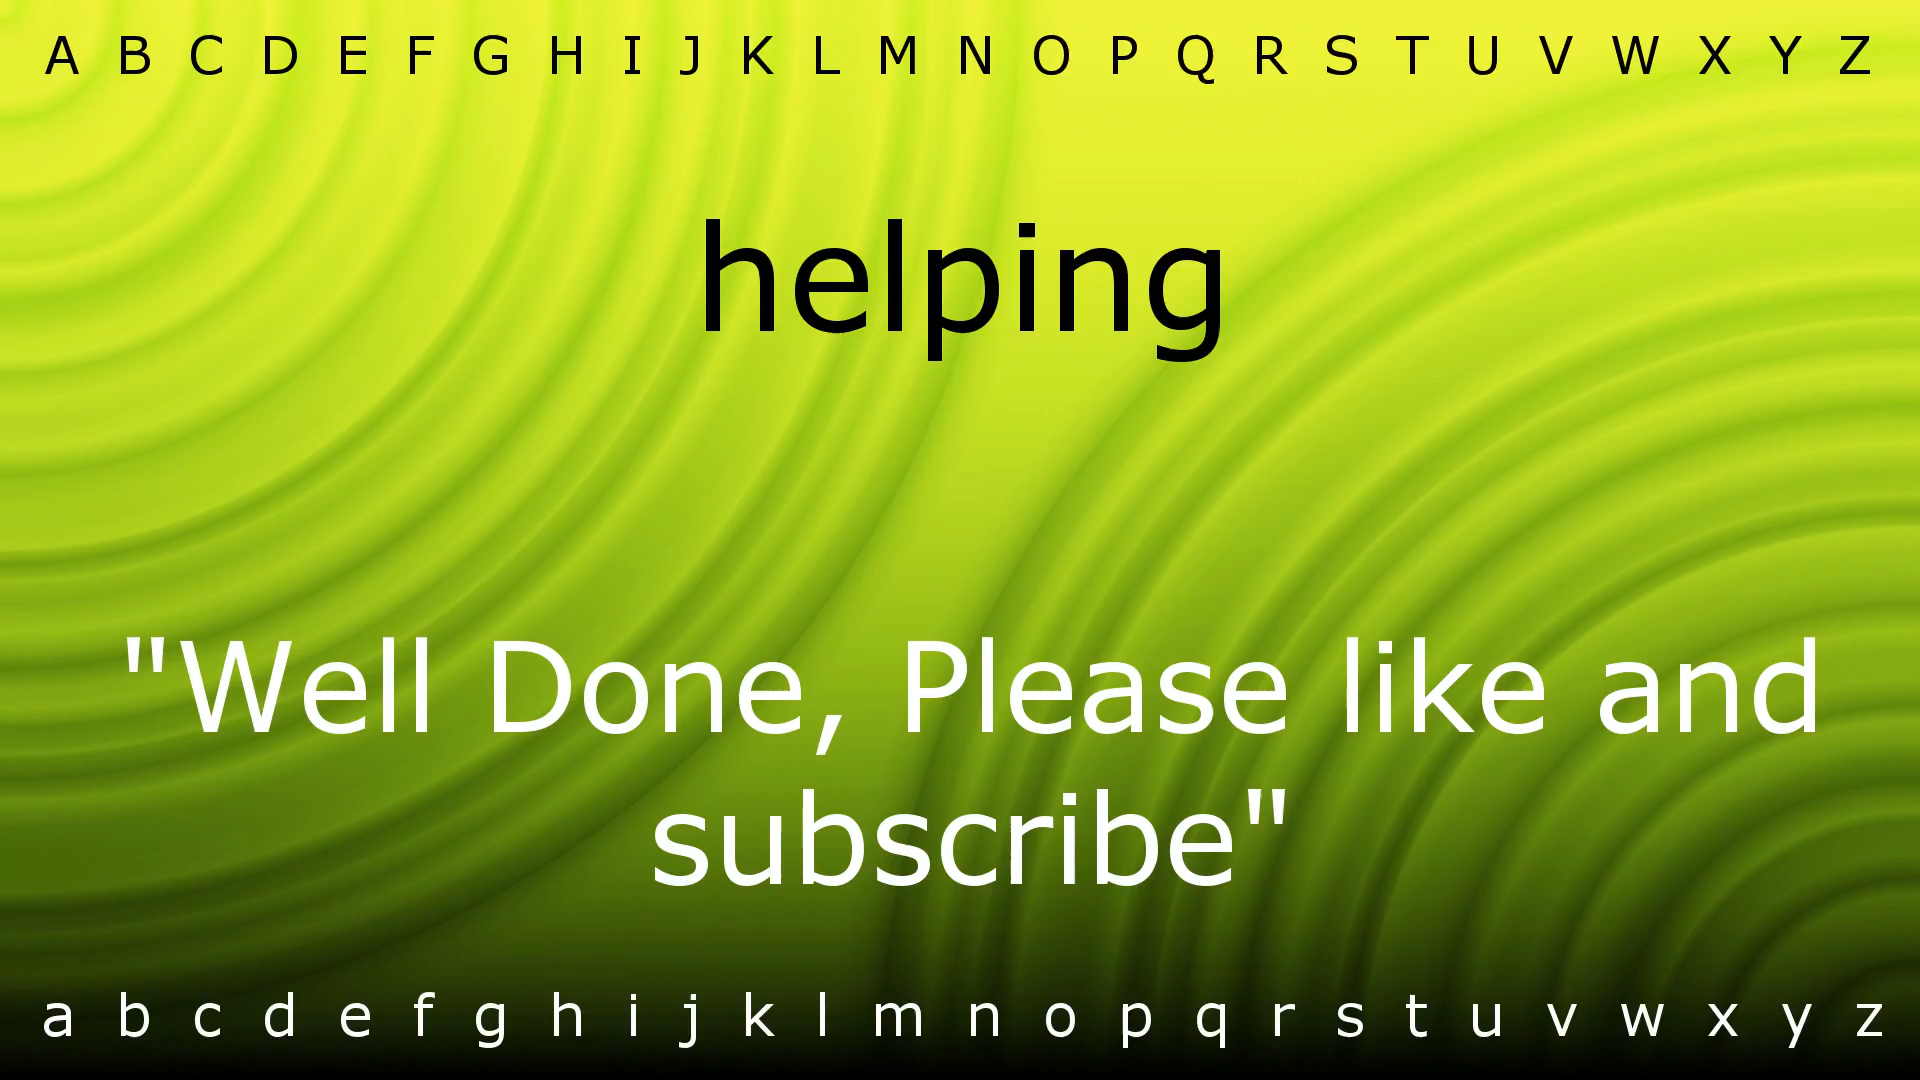 A B C D E F G H I J K L M N O P Q R S T U V W X Y Z
helping
"Well Done, Please like and
subscribe"
a b c d e f g h i j k l m n o p q r s t u v w x y z